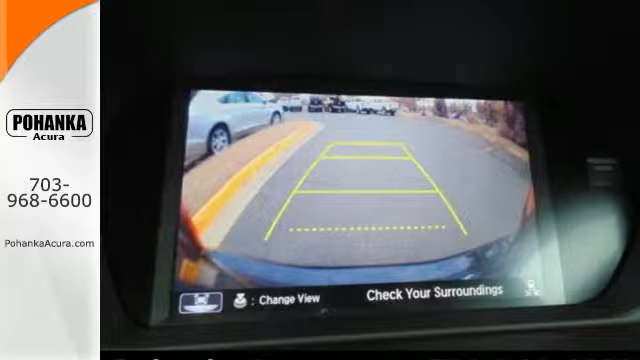 POHANKA
Acura
703-
968-6600
PohankaAcura.com
: Change View
Check Your Surroundings